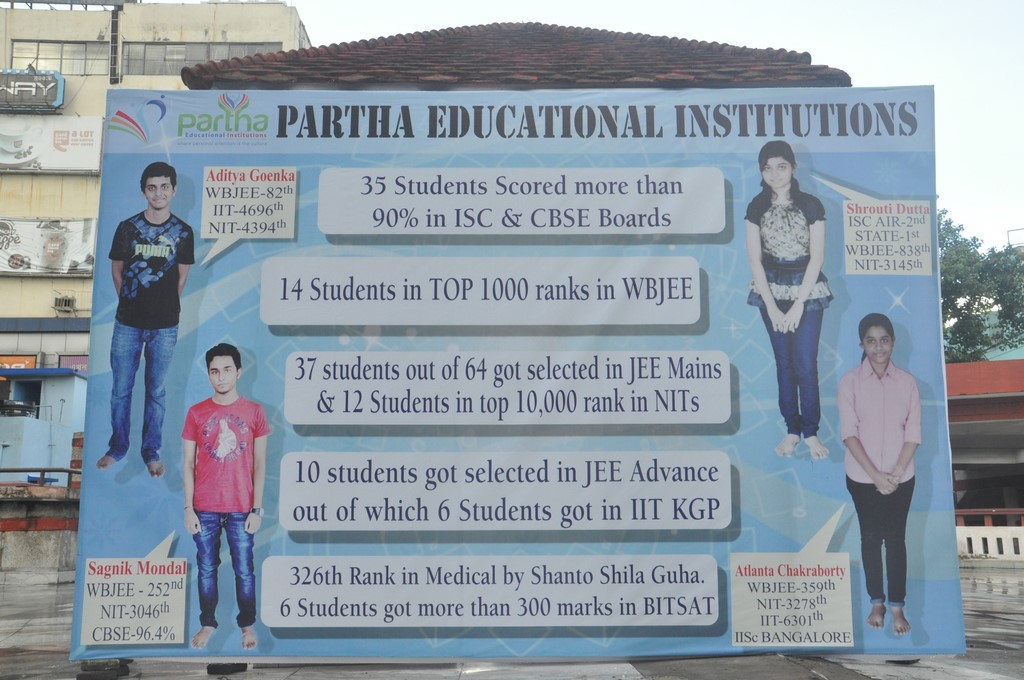 WAY
partha
Educational Institutions
PARTHA EDUCATIONAL INSTITUTIONS
Aditya Goenka
WBJEE-82th
IIT-4696th
NIT-4394th
35 Students Scored more than
90% in ISC & CBSE Boards
Shrouti Dutta
ISC AIR-2nd
STATE-1st
WBJEE-838th
NIT-3145th
14 Students in TOP 1000 ranks in WBJEE
PUMA
37 students out of 64 got selected in JEE Mains
& 12 Students in top 10,000 rank in NITs
10 students got selected in JEE Advance
out of which 6 Students got in IIT KGP
Sagnik Mondal
WBJEE - 252nd
NIT-3046th
CBSE-96.4%
326th Rank in Medical by Shanto Shila Guha.
6 Students got more than 300 marks in BITSAT
Atlanta Chakraborty
WBJEE-359th
NIT-3278th
IIT-6301th
IISc BANGALORE
a LOT